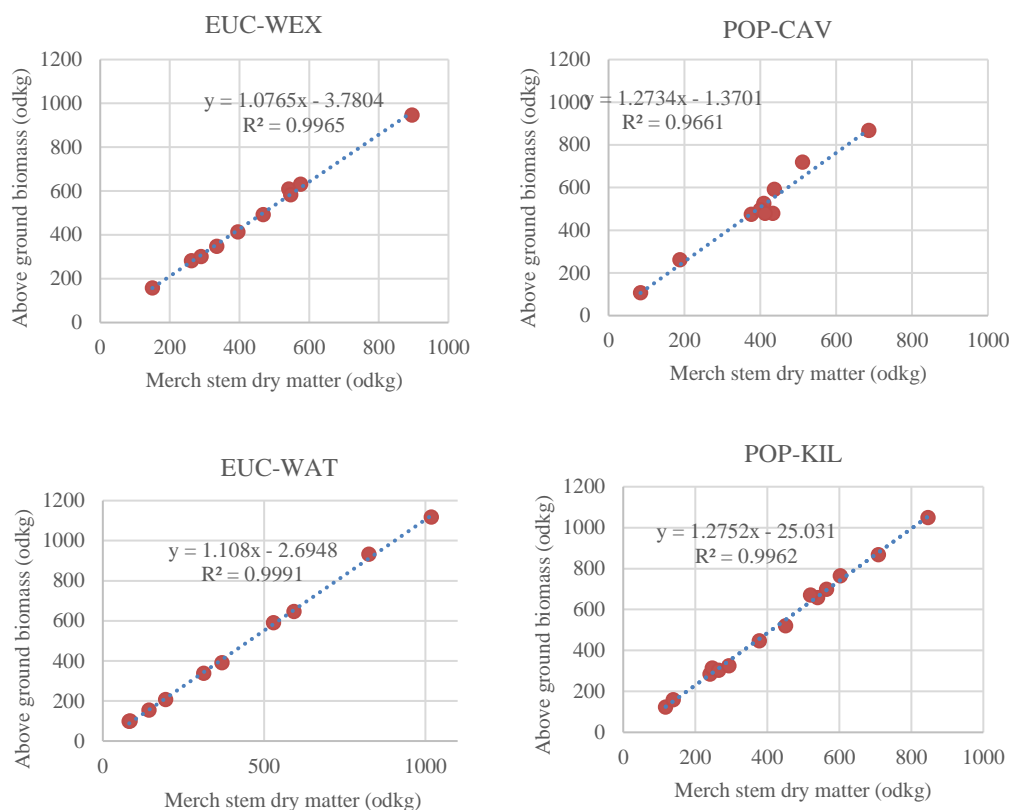 EUC-WEX
1200
1000
800
600
400
200
0
y = 1.0765x - 3.7804
R² = 0.9965
0 200 400 600 800 1000
Above ground biomass (odkg)
Merch stem dry matter (odkg)
POP-CAV
1200
1000
800
600
400
200
0
y = 1.2734x - 1.3701
R² = 0.9661
0 200 400 600 800 1000
Above ground biomass (odkg)
Merch stem dry matter (odkg)
EUC-WAT
1200
1000
800
600
400
200
0
y = 1.108x - 2.6948
R² = 0.9991
0 500 1000
Above ground biomass (odkg)
Merch stem dry matter (odkg)
POP-KIL
1200
1000
800
600
400
200
0
y = 1.2752x - 25.031
R² = 0.9962
0 200 400 600 800 1000
Above ground biomass (odkg)
Merch stem dry matter (odkg)